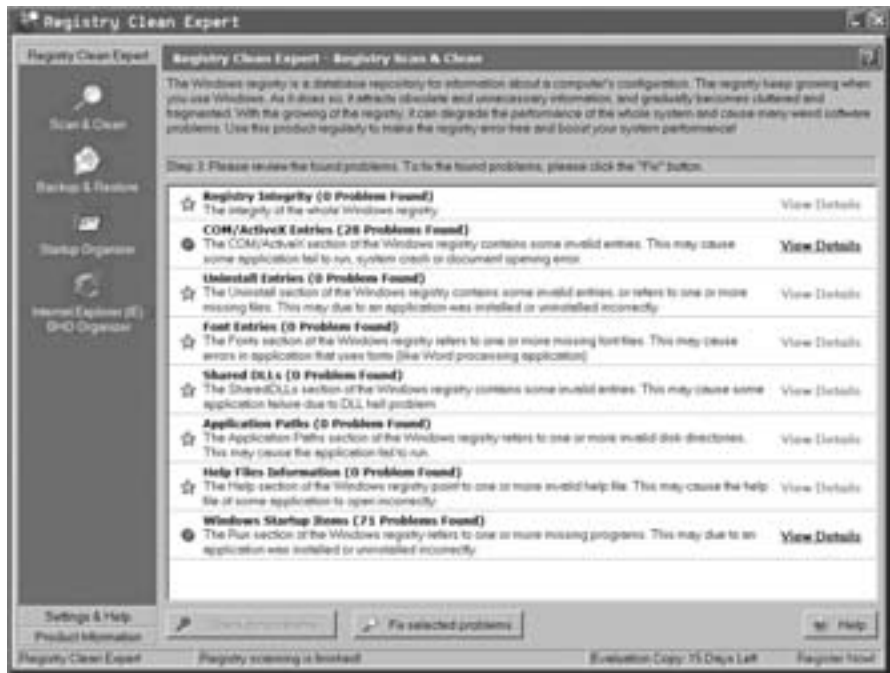 Registry Clean Expert
Registry Clean Expert
Scan & Clean
Backup & Restore
Startup Organizer
Internet Explorer (IE)
BHO Organizer
Settings & Help
Product Information
Registry Clean Expert - Registry Scan & Clean
The Windows registry is a database repository for information about a computer's configuration. The registry keep growing when
you use Windows. As it does so, it attracts obsolete and unnecessary information, and gradually becomes cluttered and
fragmented. With the growing of the registry, it can degrade the performance of the whole system and cause many weird software
problems. Use this product regularly to make the registry error free and boost your system performance!
Step 3: Please review the found problems. To fix the found problems, please click the "Fix" button.
Registry Integrity (0 Problem Found)
The integrity of the whole Windows registry.
View Details
COM/ActiveX Entries (28 Problems Found)
The COM/ActiveX section of the Windows registry contains some invalid entries. This may cause
some application fail to run, system crash or document opening error.
View Details
Uninstall Entries (0 Problem Found)
The Uninstall section of the Windows registry contains some invalid entries, or refers to one or more
missing files. This may due to an application was installed or uninstalled incorrectly.
View Details
Font Entries (0 Problem Found)
The Fonts section of the Windows registry refers to one or more missing font files. This may cause
errors in application that uses fonts (like Word processing application)
View Details
Shared DLLs (0 Problem Found)
The SharedDLLs section of the Windows registry contains some invalid entries. This may cause some
application failure due to DLL hell problem.
View Details
Application Paths (0 Problem Found)
The Application Paths section of the Windows registry refers to one or more invalid disk directories.
This may cause the application fail to run.
View Details
Help Files Information (0 Problem Found)
The Help section of the Windows registry point to one or more invalid help file. This may cause the help
file of some application to open incorrectly.
View Details
Windows Startup Items (71 Problems Found)
The Run section of the Windows registry refers to one or more missing programs. This may due to an
application was installed or uninstalled incorrectly.
View Details
Fix selected problems
Help
Registry Clean Expert
Registry scanning is finished!
Evaluation Copy: 15 Days Left
Register Now!